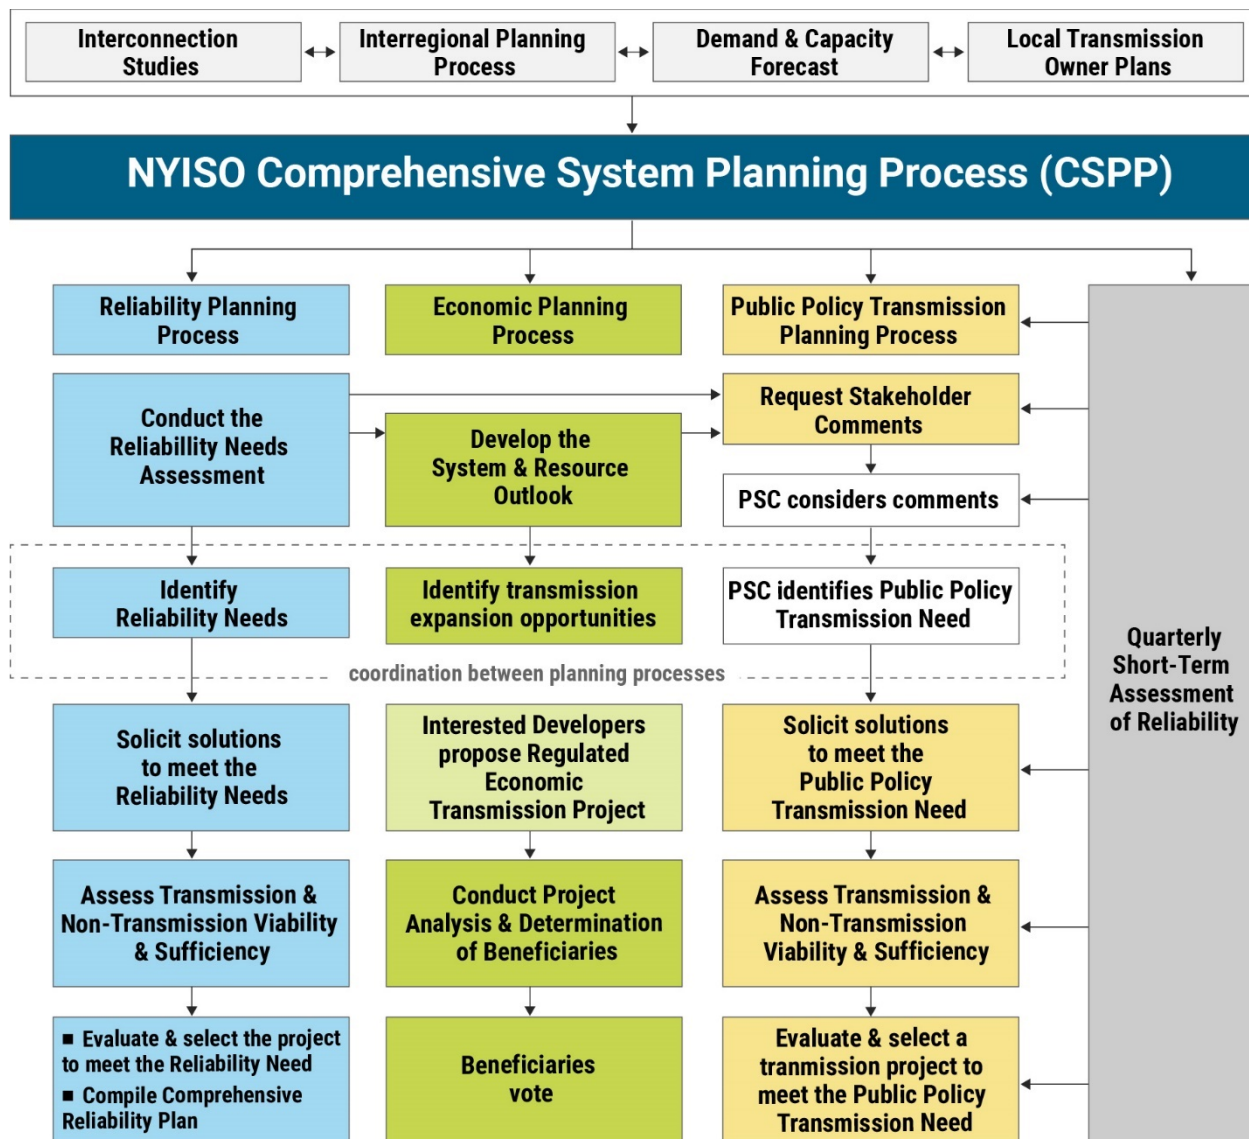 Interconnection
Studies
Interregional Planning
Process
Demand & Capacity
Forecast
Local Transmission
Owner Plans
NYISO Comprehensive System Planning Process (CSPP)
Reliability Planning
Process
Economic Planning
Process
Public Policy Transmission
Planning Process
Conduct the
Reliabillity Needs
Assessment
Develop the
System & Resource
Outlook
Request Stakeholder
Comments
PSC considers comments
Identify
Reliability Needs
Identify transmission
expansion opportunities
PSC identifies Public Policy
Transmission Need
coordination between planning processes
Quarterly
Short-Term
Assessment
of Reliability
Solicit solutions
to meet the
Reliability Needs
Interested Developers
propose Regulated
Economic
Transmission Project
Solicit solutions
to meet the
Public Policy
Transmission Need
Assess Transmission &
Non-Transmission Viability
& Sufficiency
Conduct Project
Analysis & Determination
of Beneficiaries
Assess Transmission &
Non-Transmission
Viability & Sufficiency
■ Evaluate & select the project
to meet the Reliability Need
■ Compile Comprehensive
Reliability Plan
Beneficiaries
vote
Evaluate & select a
tranmission project to
meet the Public Policy
Transmission Need